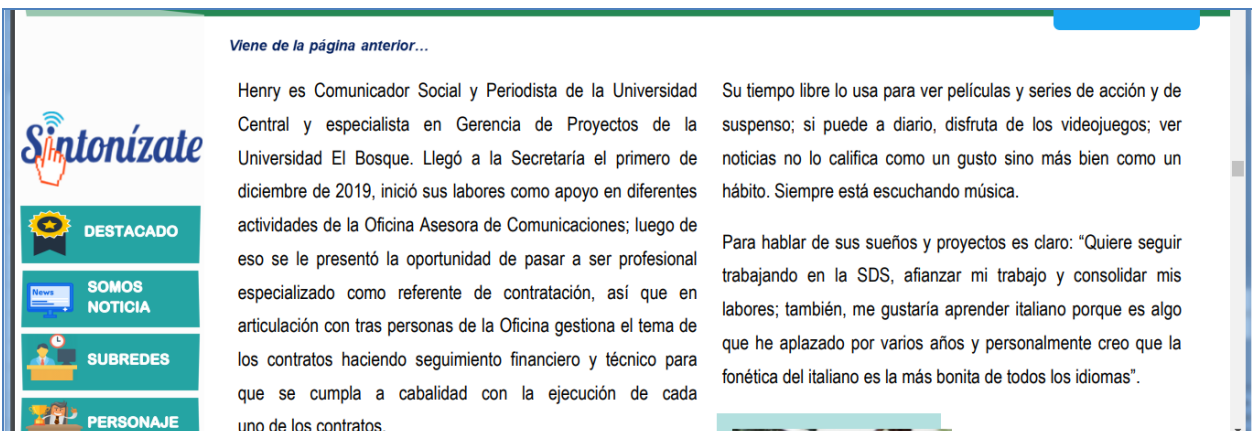 Viene de la página anterior…
Sintonízate
DESTACADO
News
SOMOS
NOTICIA
SUBREDES
PERSONAJE
Henry es Comunicador Social y Periodista de la Universidad
Central y especialista en Gerencia de Proyectos de la
Universidad El Bosque. Llegó a la Secretaría el primero de
diciembre de 2019, inició sus labores como apoyo en diferentes
actividades de la Oficina Asesora de Comunicaciones; luego de
eso se le presentó la oportunidad de pasar a ser profesional
especializado como referente de contratación, así que en
articulación con tras personas de la Oficina gestiona el tema de
los contratos haciendo seguimiento financiero y técnico para
que se cumpla a cabalidad con la ejecución de cada
uno de los contratos.
Su tiempo libre lo usa para ver películas y series de acción y de
suspenso; si puede a diario, disfruta de los videojuegos; ver
noticias no lo califica como un gusto sino más bien como un
hábito. Siempre está escuchando música.
Para hablar de sus sueños y proyectos es claro: “Quiere seguir
trabajando en la SDS, afianzar mi trabajo y consolidar mis
labores; también, me gustaría aprender italiano porque es algo
que he aplazado por varios años y personalmente creo que la
fonética del italiano es la más bonita de todos los idiomas”.